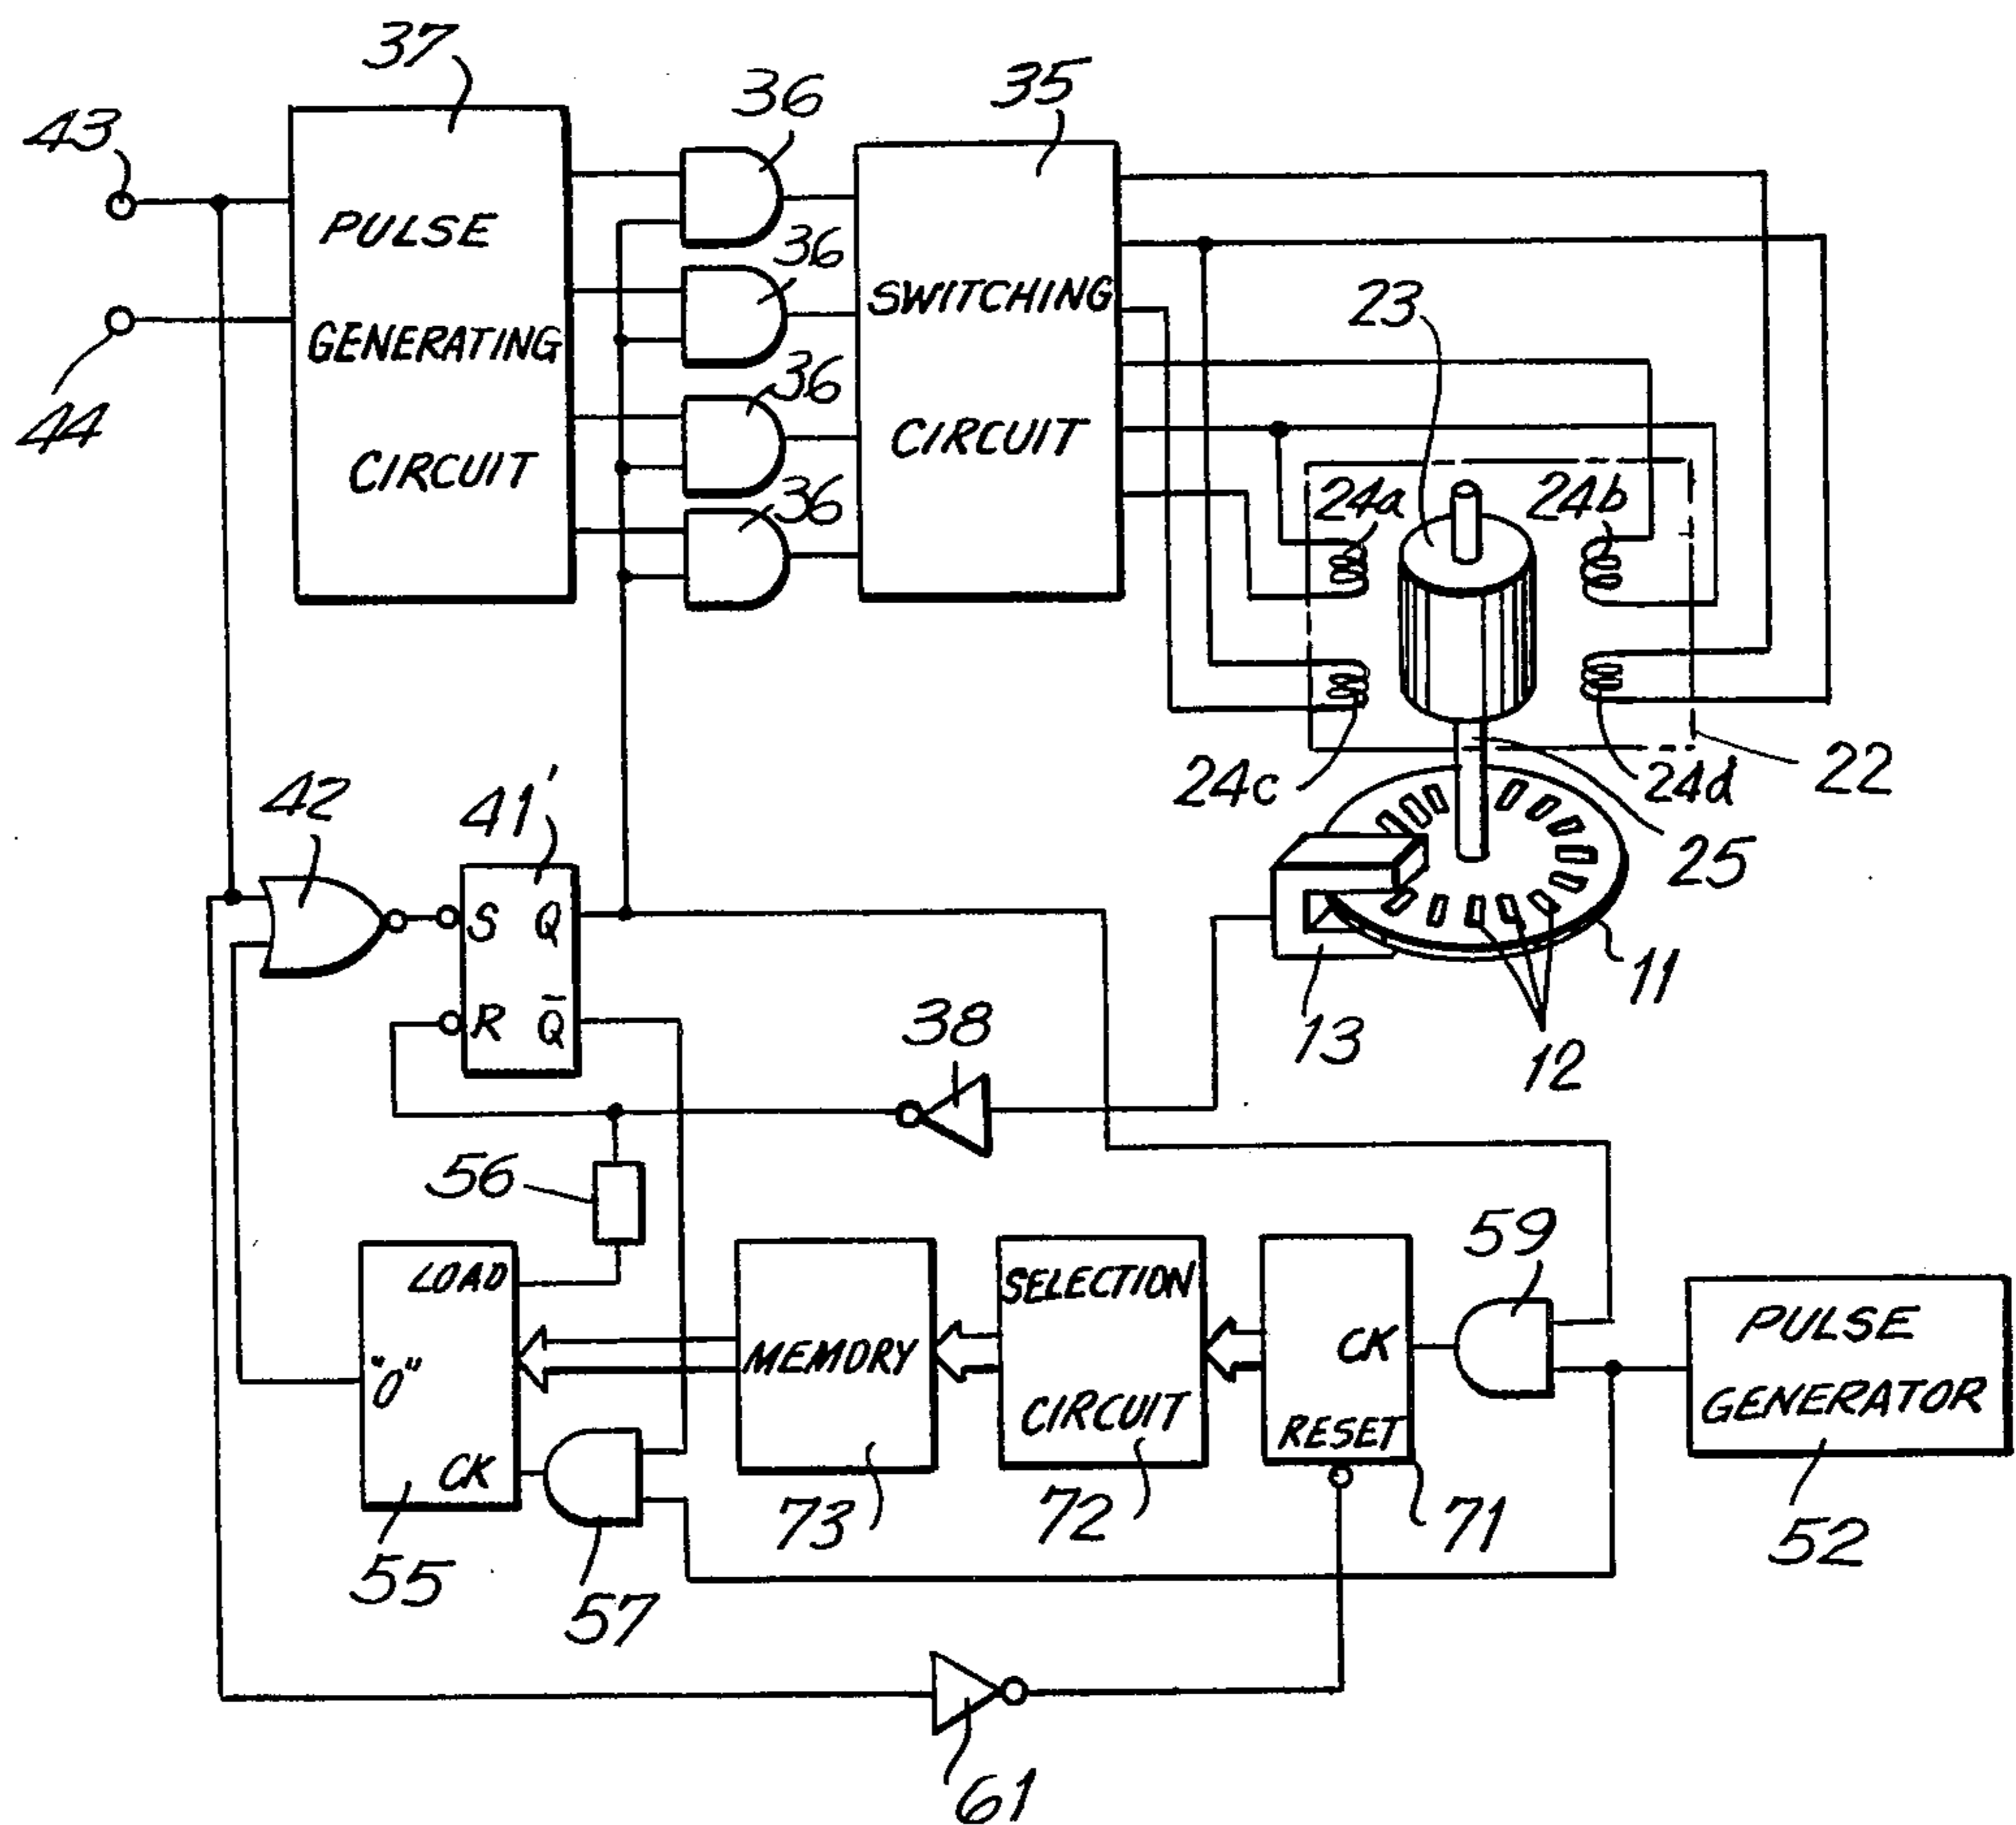 37
36
35
43
PULSE
GENERATING
CIRCUIT
36
36
36
SWITCHING
CIRCUIT
23
44
24a
24b
24c
24d
22
25
42
41'
S
Q
R
Q̅
38
13
12
11
56
59
LOAD
"0"
CK
MEMORY
SELECTION
CIRCUIT
CK
RESET
PULSE
GENERATOR
55
57
73
72
71
52
61